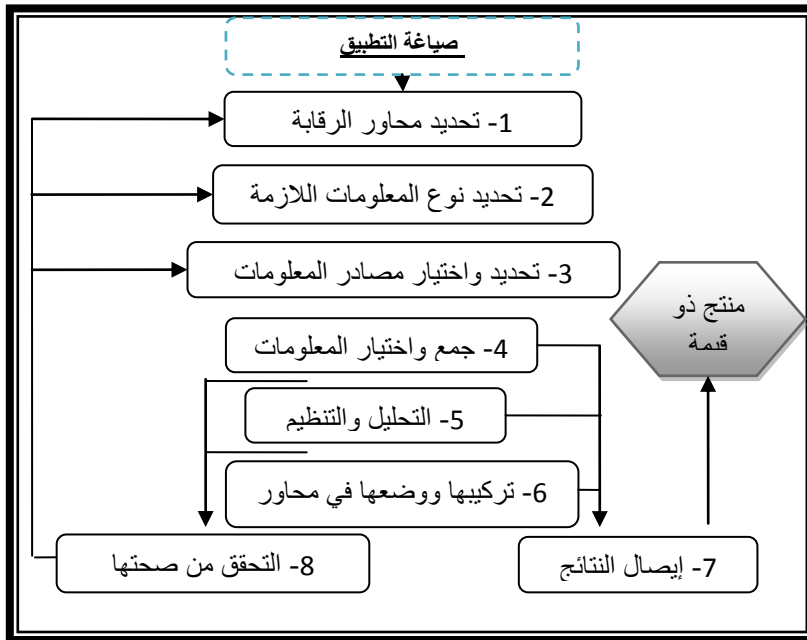 صياغة التطبيق
1- تحديد محاور الرقابة
2- تحديد نوع المعلومات اللازمة
3- تحديد واختيار مصادر المعلومات
منتج ذو
قيمة
4- جمع واختيار المعلومات
5- التحليل والتنظيم
6- تركيبها ووضعها في محاور
7- إيصال النتائج
8- التحقق من صحتها